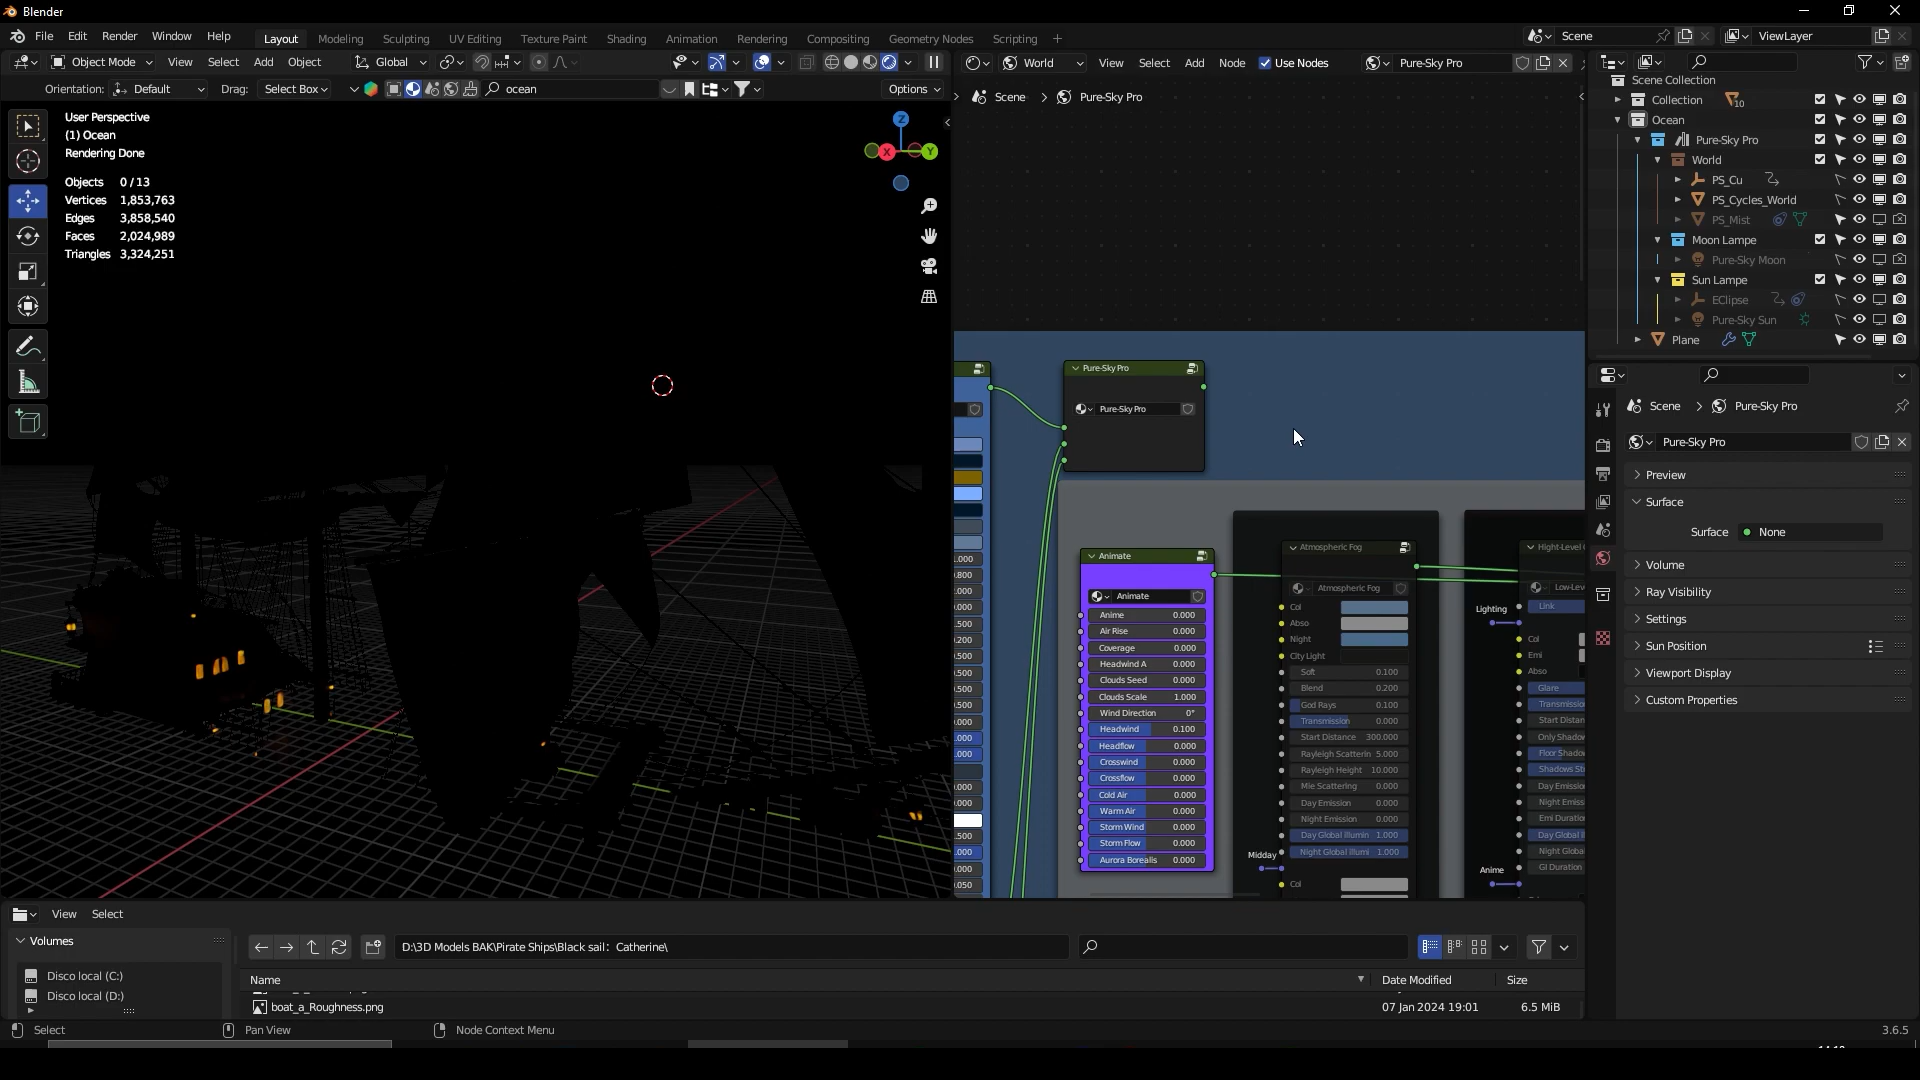 Blender
File Edit Render Window Help
Layout Modeling Sculpting UV Editing Texture Paint Shading Animation Rendering Compositing Geometry Nodes Scripting +
Scene
ViewLayer
Object Mode View Select Add Object
Global
World View Select Add Node Use Nodes
Pure-Sky Pro
Orientation: Default Drag: Select Box
ocean
Options
Scene > Pure-Sky Pro
User Perspective
(1) Ocean
Rendering Done
Objects 0/13
Vertices 1,853,763
Edges 3,858,540
Faces 2,024,989
Triangles 3,324,251
Z
X
Y
Pure-Sky Pro
Pure-Sky Pro
Animate
Animate
Anime 0.000
Air Rise 0.000
Coverage 0.000
Headwind A 0.000
Clouds Seed 0.000
Clouds Scale 1.000
Wind Direction 0°
Headwind 0.100
Headflow 0.000
Crosswind 0.000
Crossflow 0.000
Cold Air 0.000
Warm Air 0.000
Storm Wind 0.000
Storm Flow 0.000
Aurora Borealis 0.000
Atmospheric Fog
Atmospheric Fog
Col
Abso
Night
City Light
Soft 0.100
Blend 0.200
God Rays 0.100
Transmission 0.000
Start Distance 300.000
Rayleigh Scatterin 5.000
Rayleigh Height 10.000
Mie Scattering 0.000
Day Emission 0.000
Night Emission 0.000
Day Global Illumin 1.000
Night Global Illumi 1.000
Midday
Col
Lighting
Anime
Link
Col
Emi
Abso
Glare
Only Shadow
Night Global
GI Duration
Scene Collection
Collection 10
Ocean
Pure-Sky Pro
World
PS_Cu
PS_Cycles_World
PS_Mist
Moon Lampe
Pure-Sky Moon
Sun Lampe
EClipse
Pure-Sky Sun
Plane
Scene > Pure-Sky Pro
Pure-Sky Pro
Preview
Surface
Surface None
Volume
Ray Visibility
Settings
Sun Position
Viewport Display
Custom Properties
View Select
Volumes
Disco local (C:)
Disco local (D:)
D:\3D Models BAK\Pirate Ships\Black sail：Catherine\
Name Date Modified Size
boat_a_Roughness.png 07 Jan 2024 19:01 6.5 MiB
Select Pan View Node Context Menu 3.6.5